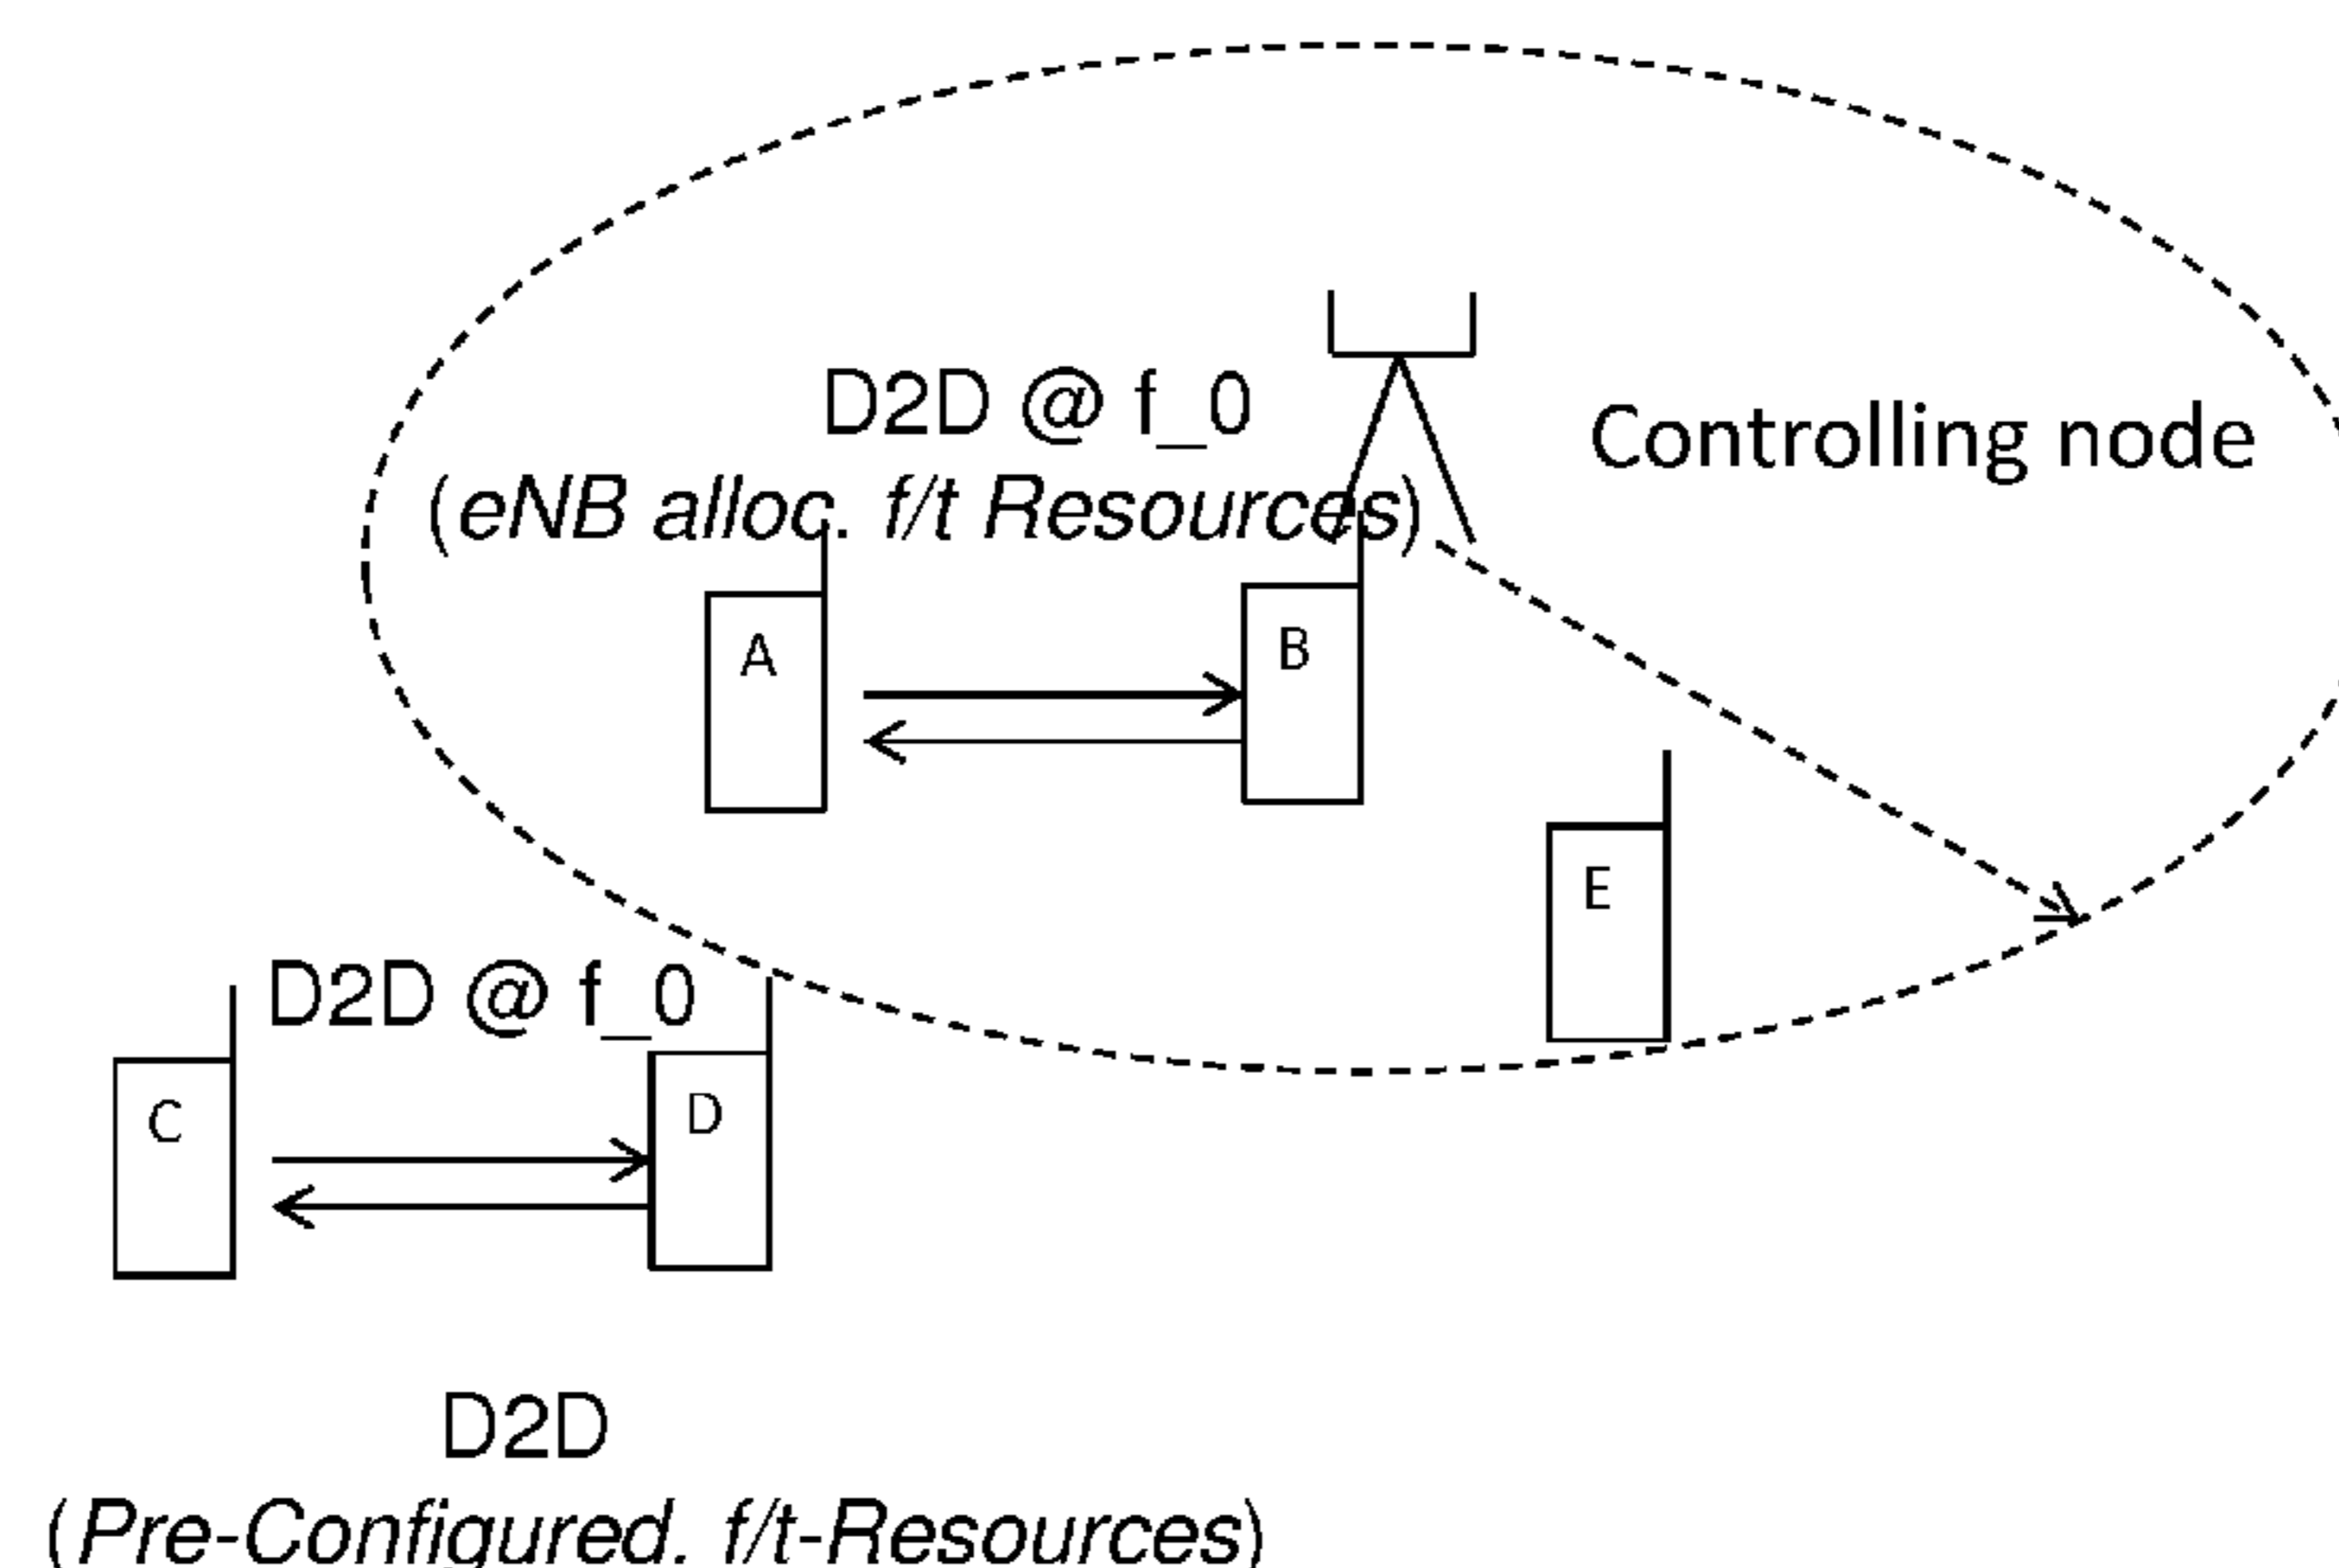 D2D @ f_0
Controlling node
(eNB alloc. f/t Resources)
A
B
E
D2D @ f_0
C
D
D2D
(Pre-Configured. f/t-Resources)